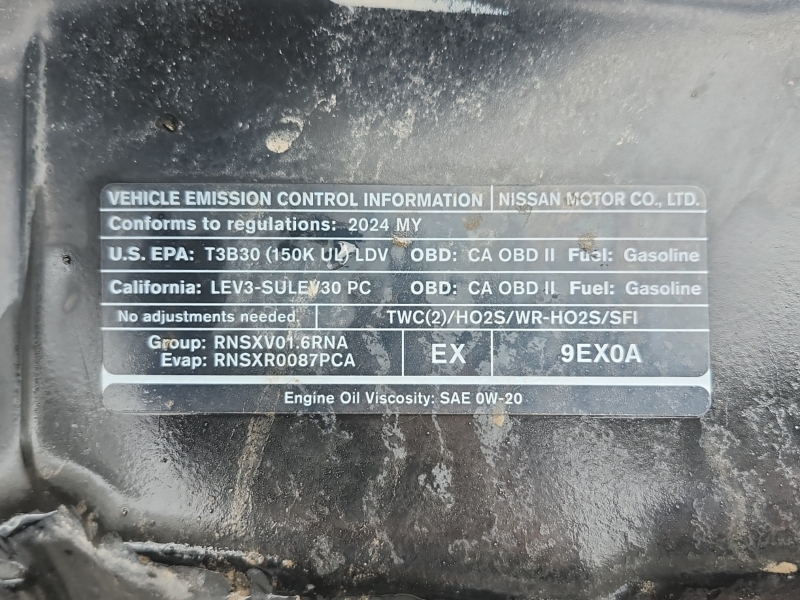 VEHICLE EMISSION CONTROL INFORMATION NISSAN MOTOR CO., LTD.
Conforms to regulations: 2024 MY
U.S. EPA: T3B30 (150K UL) LDV OBD: CA OBD II Fuel: Gasoline
California: LEV3-SULEV30 PC OBD: CA OBD II Fuel: Gasoline
No adjustments needed. TWC(2)/HO2S/WR-HO2S/SFI
Group: RNSXV01.6RNA
Evap: RNSXR0087PCA
EX
9EX0A
Engine Oil Viscosity: SAE 0W-20